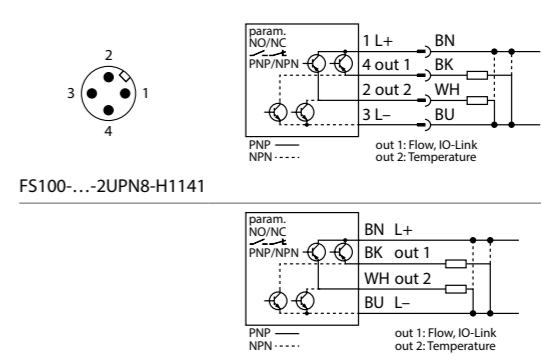 2
3
1
4
param.
NO/NC
PNP/NPN
1 L+ BN
4 out 1 BK
2 out 2 WH
3 L– BU
PNP
NPN
out 1: Flow, IO-Link
out 2: Temperature
FS100-…-2UPN8-H1141
param.
NO/NC
PNP/NPN
BN L+
BK out 1
WH out 2
BU L–
PNP
NPN
out 1: Flow, IO-Link
out 2: Temperature